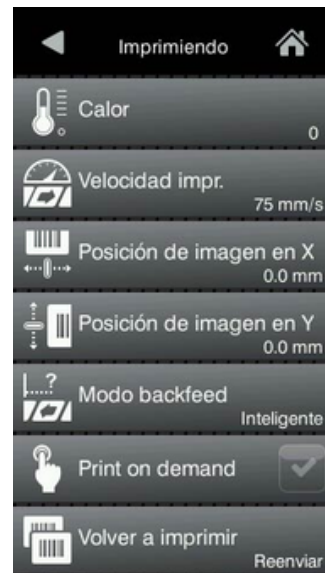 Imprimiendo
Calor
0
Velocidad impr.
75 mm/s
Posición de imagen en X
0.0 mm
Posición de imagen en Y
0.0 mm
...?
Modo backfeed
Inteligente
Print on demand
Volver a imprimir
Reenviar